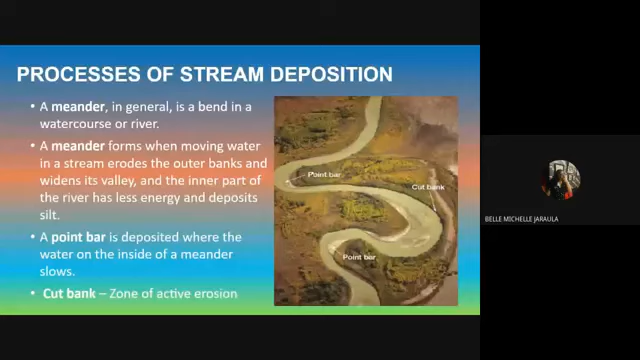 PROCESSES OF STREAM DEPOSITION
• A meander, in general, is a bend in a
watercourse or river.
• A meander forms when moving water
in a stream erodes the outer banks and
widens its valley, and the inner part of
the river has less energy and deposits
silt.
• A point bar is deposited where the
water on the inside of a meander
slows.
• Cut bank – Zone of active erosion
Point bar
Cut bank
Point bar
BELLE MICHELLE JARAULA